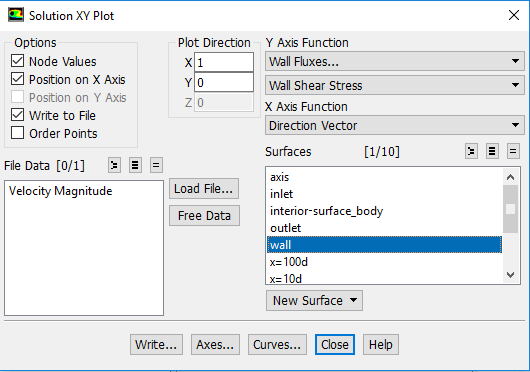 Solution XY Plot
Options
Node Values
Position on X Axis
Position on Y Axis
Write to File
Order Points
Plot Direction
X 1
Y 0
Z 0
Y Axis Function
Wall Fluxes...
Wall Shear Stress
X Axis Function
Direction Vector
File Data [0/1]
Velocity Magnitude
Load File...
Free Data
Surfaces [1/10]
axis
inlet
interior-surface_body
outlet
wall
x=100d
x=10d
New Surface
Write... Axes... Curves... Close Help